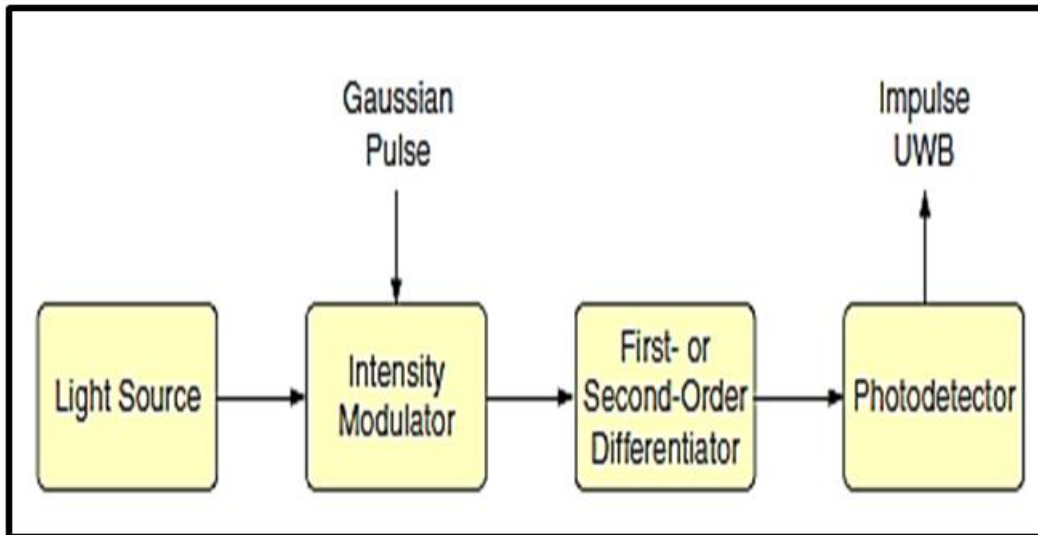 Gaussian
Pulse
Impulse
UWB
Light Source
Intensity
Modulator
First- or
Second-Order
Differentiator
Photodetector